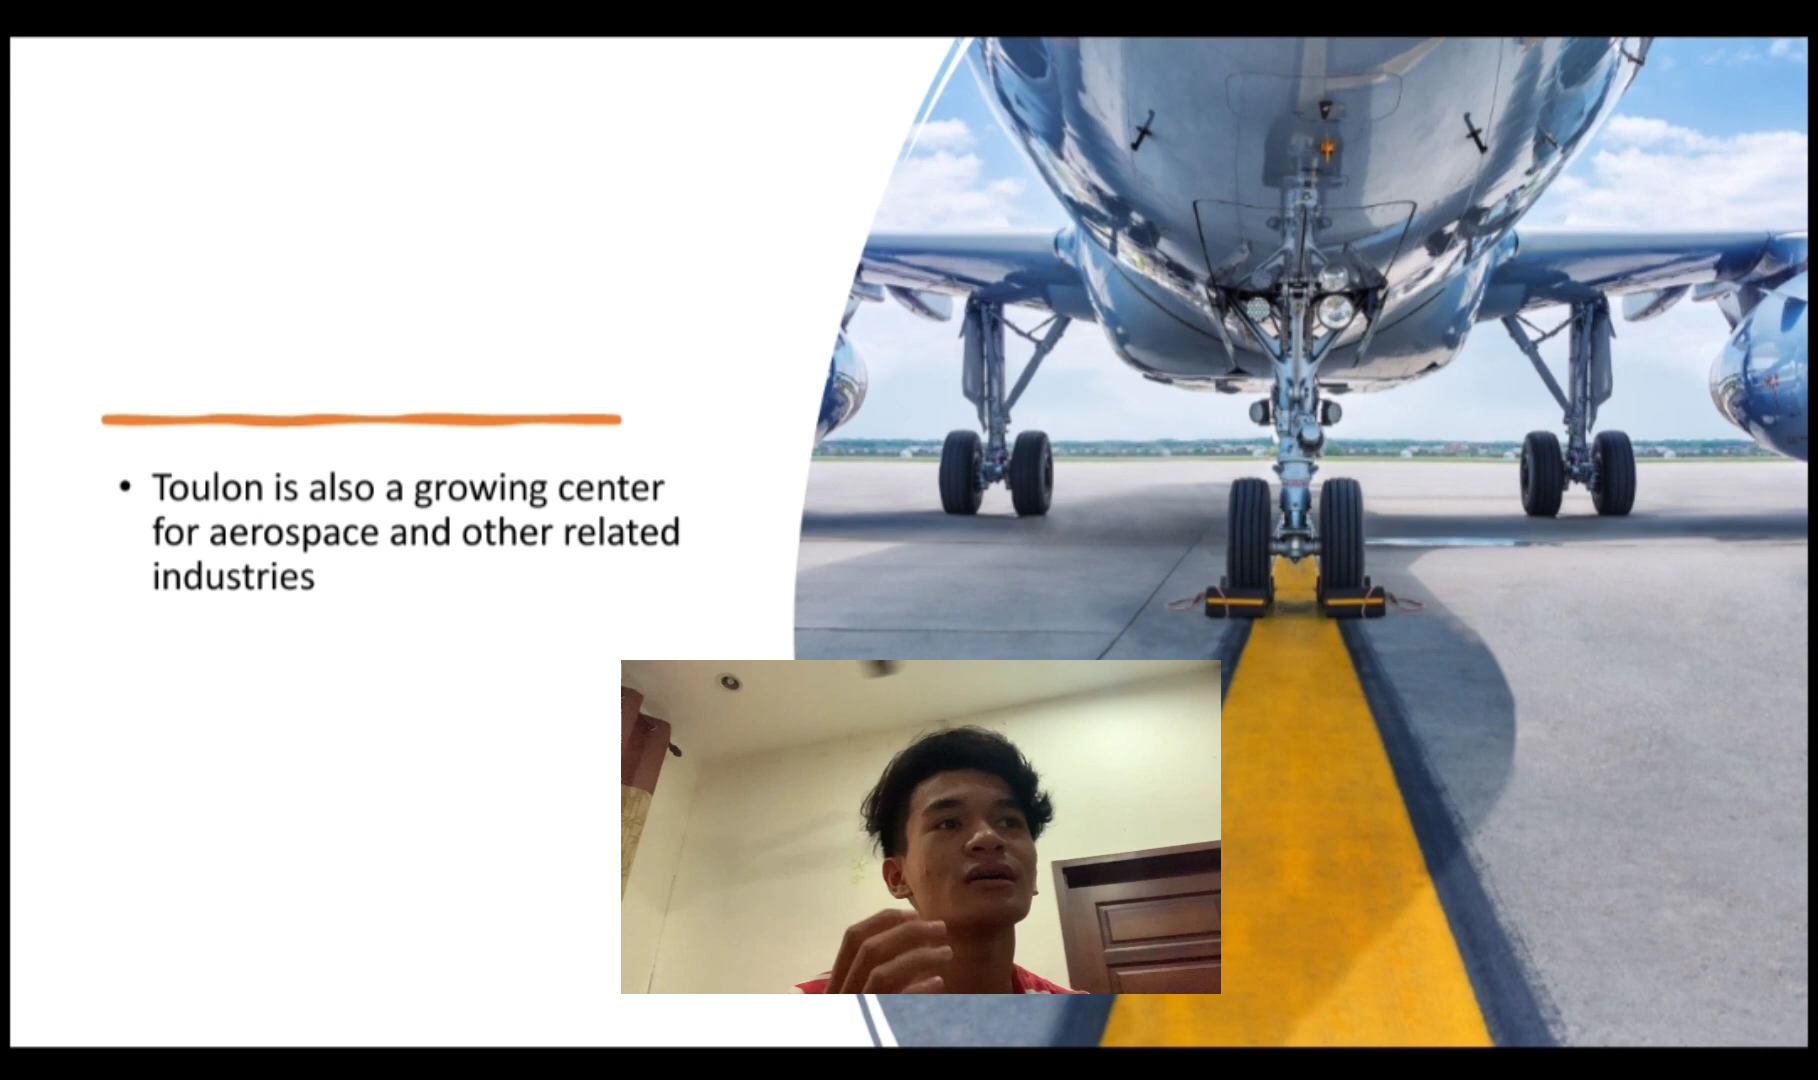 • Toulon is also a growing center
for aerospace and other related
industries